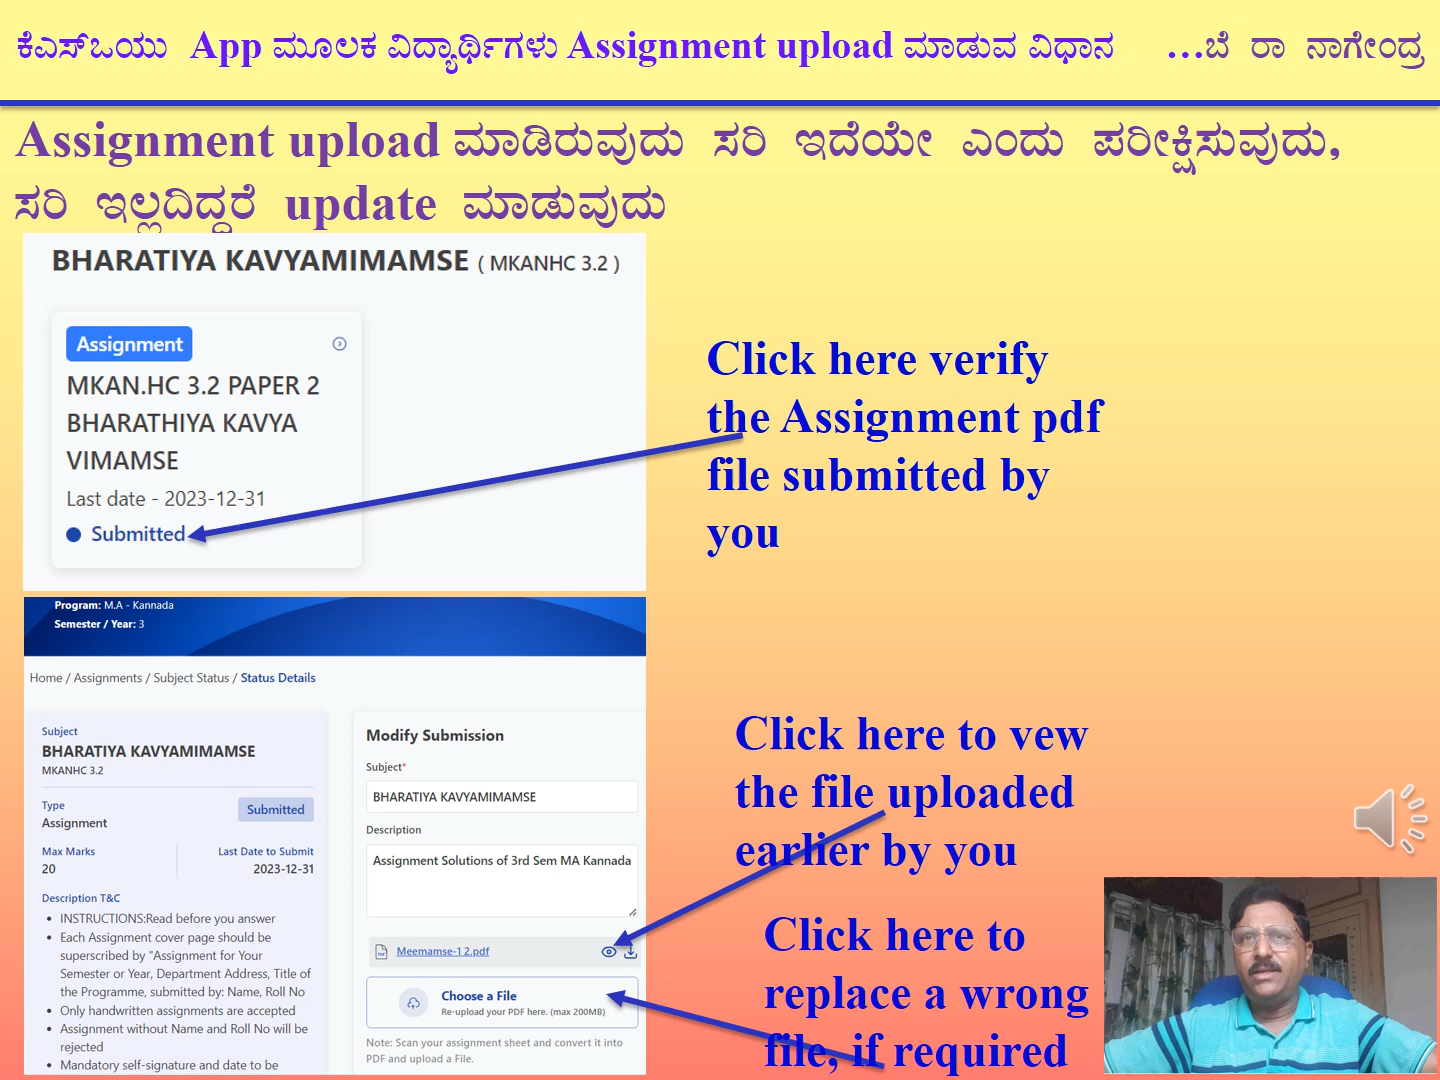 ಕೆಎಸ್ಒಯು App ಮೂಲಕ ವಿದ್ಯಾರ್ಥಿಗಳು Assignment upload ಮಾಡುವ ವಿಧಾನ ...ಬೆ ರಾ ನಾಗೇಂದ್ರ
Assignment upload ಮಾಡಿರುವುದು ಸರಿ ಇದೆಯೇ ಎಂದು ಪರೀಕ್ಷಿಸುವುದು,
ಸರಿ ಇಲ್ಲದಿದ್ದರೆ update ಮಾಡುವುದು
BHARATIYA KAVYAMIMAMSE ( MKANHC 3.2 )
Assignment
MKAN.HC 3.2 PAPER 2
BHARATHIYA KAVYA
VIMAMSE
Last date - 2023-12-31
Submitted
Click here verify
the Assignment pdf
file submitted by
you
Program: M.A - Kannada
Semester / Year: 3
Home / Assignments / Subject Status / Status Details
Subject
BHARATIYA KAVYAMIMAMSE
MKANHC 3.2
Type
Assignment
Submitted
Max Marks
20
Last Date to Submit
2023-12-31
Description T&C
• INSTRUCTIONS:Read before you answer
• Each Assignment cover page should be
superscribed by "Assignment for Your
Semester or Year, Department Address, Title of
the Programme, submitted by: Name, Roll No
• Only handwritten assignments are accepted
• Assignment without Name and Roll No will be
rejected
• Mandatory self-signature and date to be
Modify Submission
Subject*
BHARATIYA KAVYAMIMAMSE
Description
Assignment Solutions of 3rd Sem MA Kannada
PDF
Meemamse-1 2.pdf
Choose a File
Re-upload your PDF here. (max 200MB)
Note: Scan your assignment sheet and convert it into
PDF and upload a File.
Click here to vew
the file uploaded
earlier by you
Click here to
replace a wrong
file, if required